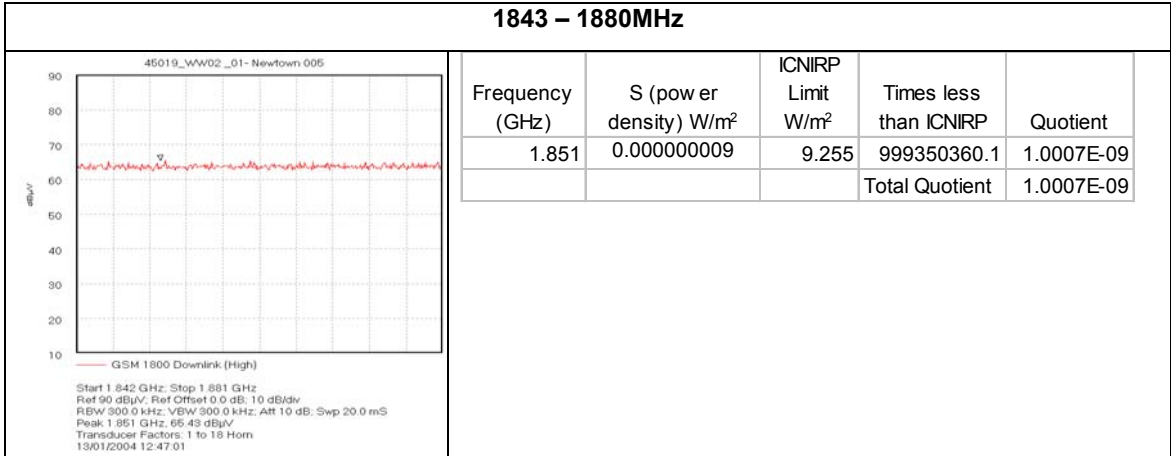 1843 – 1880MHz
45019_WW02 _01- Newtown 005
90
80
70
60
50
40
30
20
10
dBµV
GSM 1800 Downlink (High)
Start 1.842 GHz; Stop 1.881 GHz
Ref 90 dBµV; Ref Offset 0.0 dB; 10 dB/div
RBW 300.0 kHz; VBW 300.0 kHz; Att 10 dB; Swp 20.0 mS
Peak 1.851 GHz, 65.43 dBµV
Transducer Factors: 1 to 18 Horn
13/01/2004 12:47:01
Frequency (GHz) S (pow er density) W/m² ICNIRP Limit W/m² Times less than ICNIRP Quotient
1.851 0.000000009 9.255 999350360.1 1.0007E-09
Total Quotient 1.0007E-09